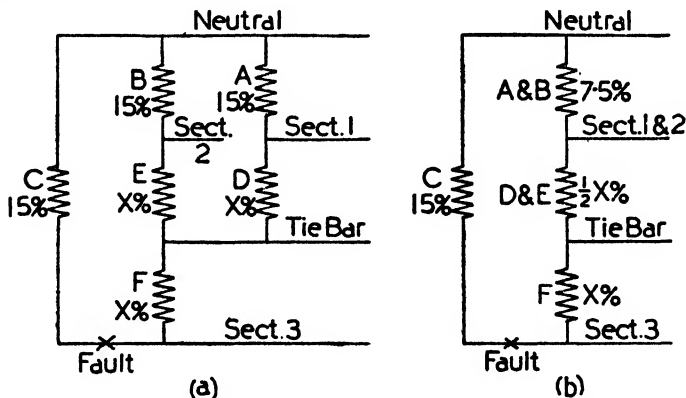 Neutral
B
15%
A
15%
Sect.
2
Sect.1
C
15%
E
X%
D
X%
Tie Bar
F
X%
Sect.3
Fault
(a)
Neutral
A&B 7·5%
Sect.1&2
C
15%
D&E ½X%
Tie Bar
F X%
Sect.3
Fault
(b)